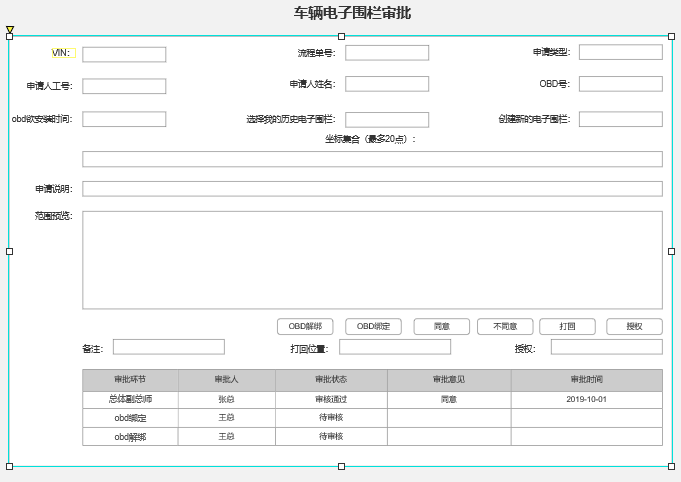 车辆电子围栏审批
VIN: 流程单号: 申请类型:
申请人工号: 申请人姓名: OBD号:
obd欲安装时间: 选择我的历史电子围栏: 创建新的电子围栏:
坐标集合（最多20点）:
申请说明:
范围预览:
OBD解绑 OBD绑定 同意 不同意 打回 授权
备注: 打回位置: 授权:
审批环节 审批人 审批状态 审批意见 审批时间
总体副总师 张总 审核通过 同意 2019-10-01
obd绑定 王总 待审核
obd解绑 王总 待审核